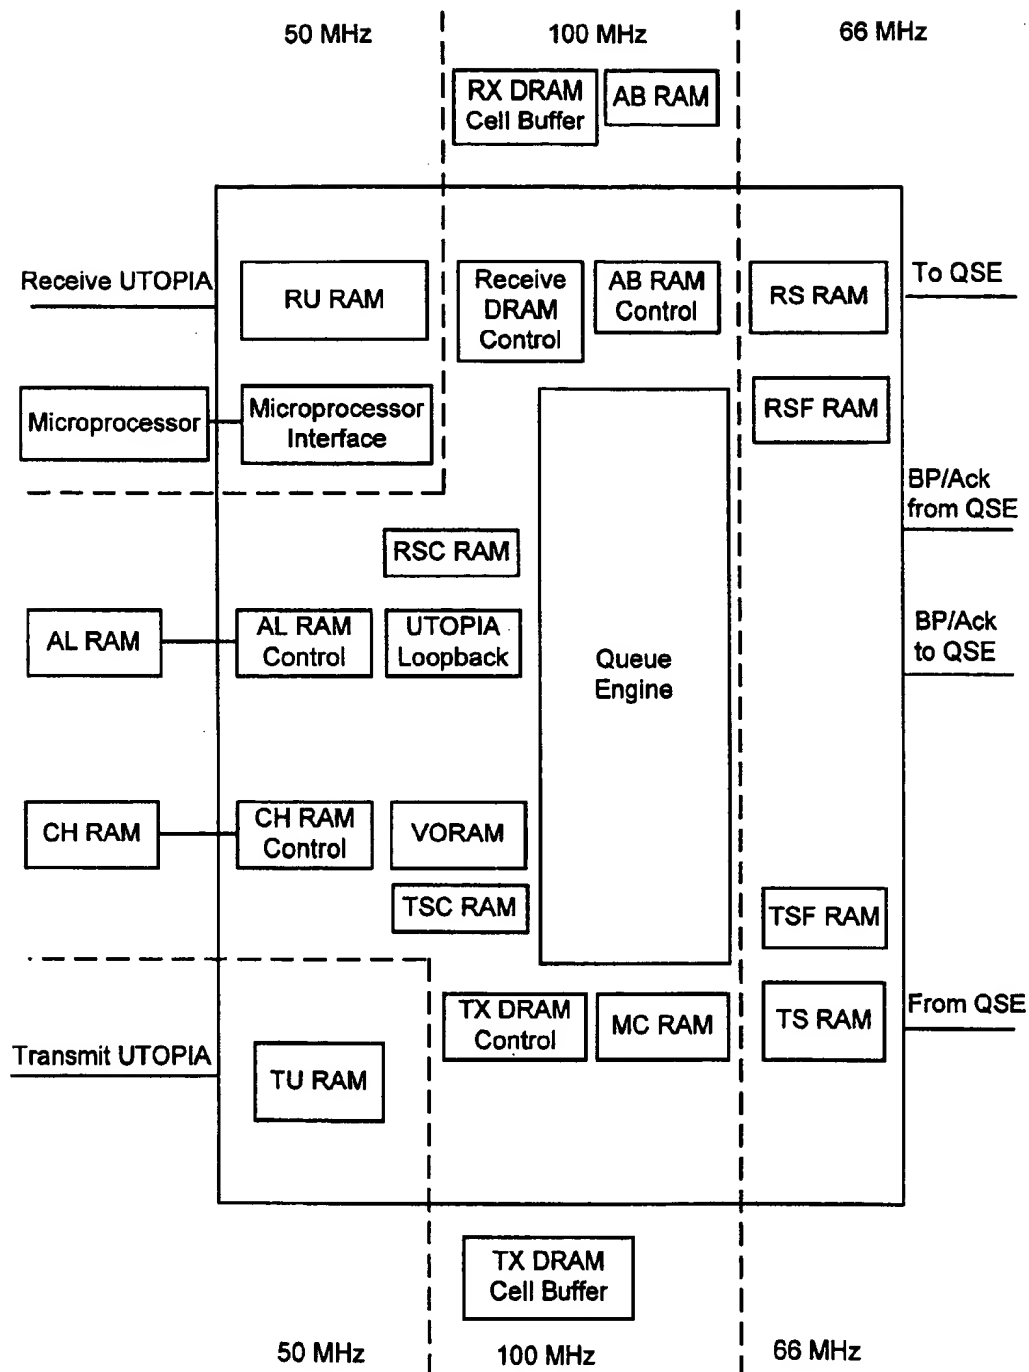 50 MHz
100 MHz
66 MHz
RX DRAM
Cell Buffer
AB RAM
Receive UTOPIA
RU RAM
Receive
DRAM
Control
AB RAM
Control
RS RAM
To QSE
Microprocessor
Microprocessor
Interface
RSF RAM
BP/Ack
from QSE
RSC RAM
AL RAM
AL RAM
Control
UTOPIA
Loopback
Queue
Engine
BP/Ack
to QSE
CH RAM
CH RAM
Control
VORAM
TSC RAM
TSF RAM
TX DRAM
Control
MC RAM
TS RAM
From QSE
Transmit UTOPIA
TU RAM
TX DRAM
Cell Buffer
50 MHz
100 MHz
66 MHz